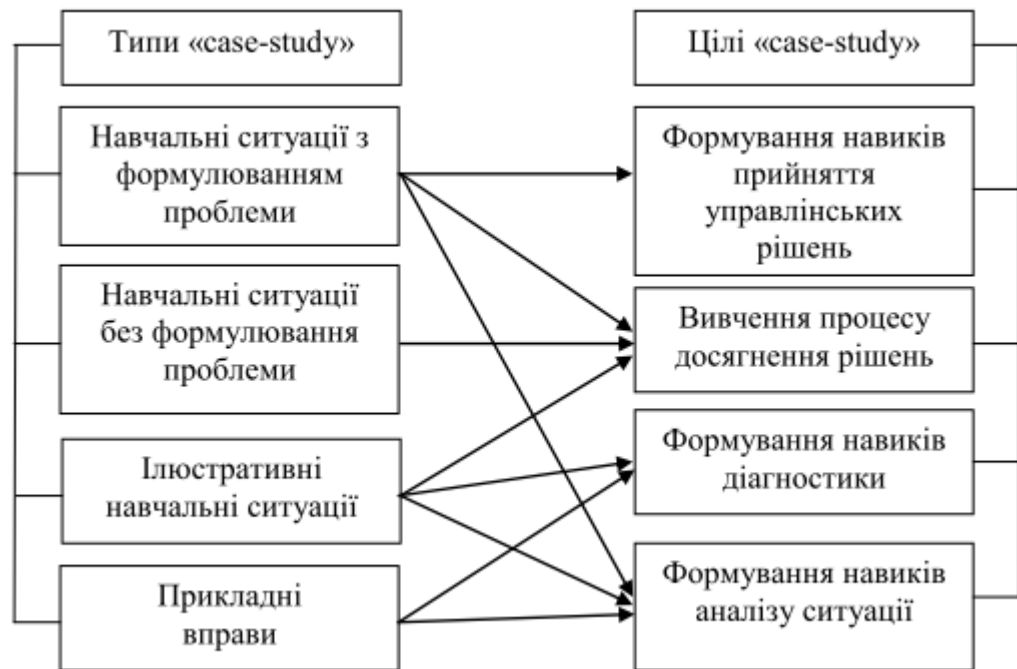 Типи «case-study»
Навчальні ситуації з
формулюванням
проблеми
Навчальні ситуації
без формулювання
проблеми
Ілюстративні
навчальні ситуації
Прикладні
вправи
Цілі «case-study»
Формування навиків
прийняття
управлінських
рішень
Вивчення процесу
досягнення рішень
Формування навиків
діагностики
Формування навиків
аналізу ситуації